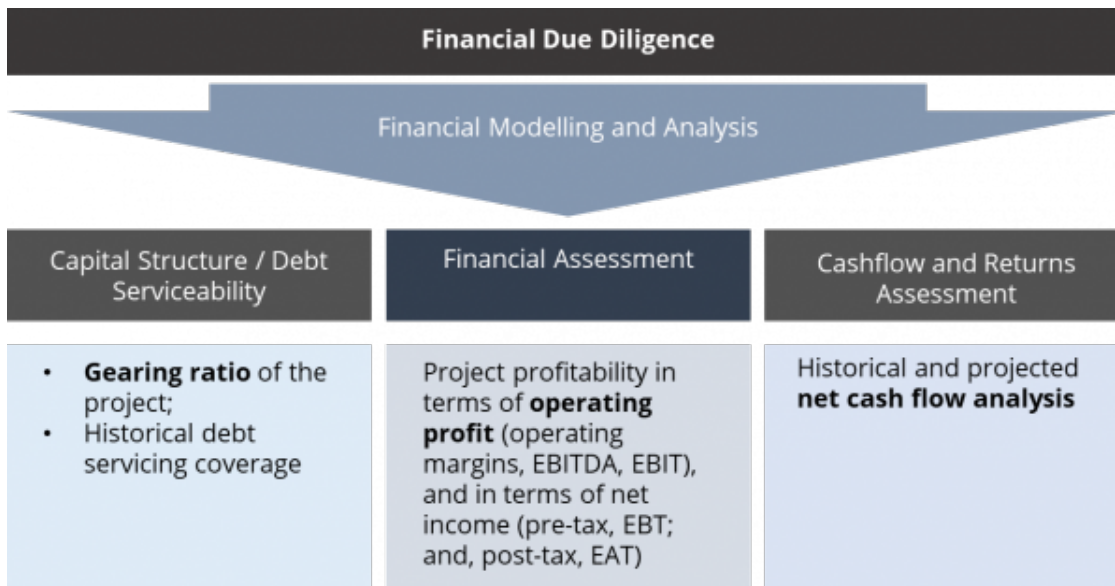 Financial Due Diligence
Financial Modelling and Analysis
Capital Structure / Debt
Serviceability
• Gearing ratio of the
project;
• Historical debt
servicing coverage
Financial Assessment
Project profitability in
terms of operating
profit (operating
margins, EBITDA, EBIT),
and in terms of net
income (pre-tax, EBT;
and, post-tax, EAT)
Cashflow and Returns
Assessment
Historical and projected
net cash flow analysis